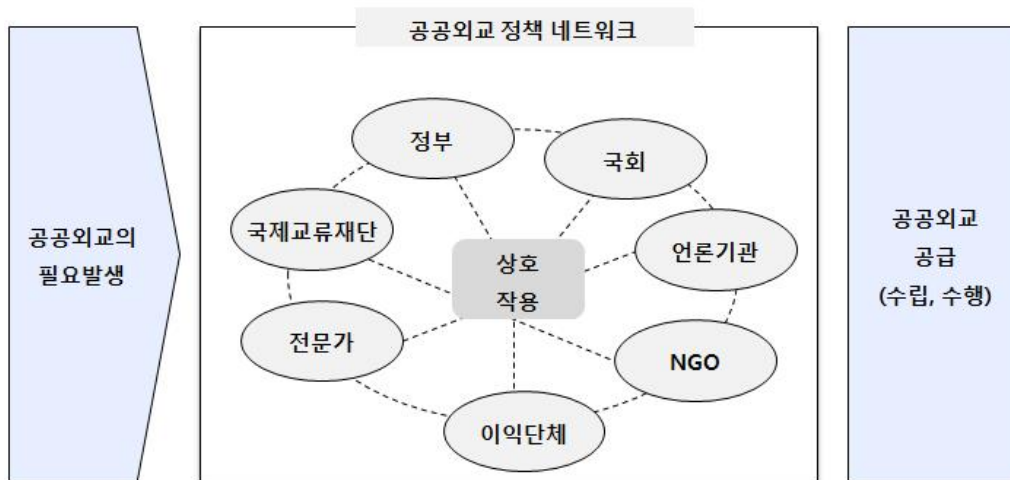 공공외교 정책 네트워크
공공외교의
필요발생
정부
국회
국제교류재단
언론기관
상호
작용
전문가
NGO
이익단체
공공외교
공급
(수립, 수행)